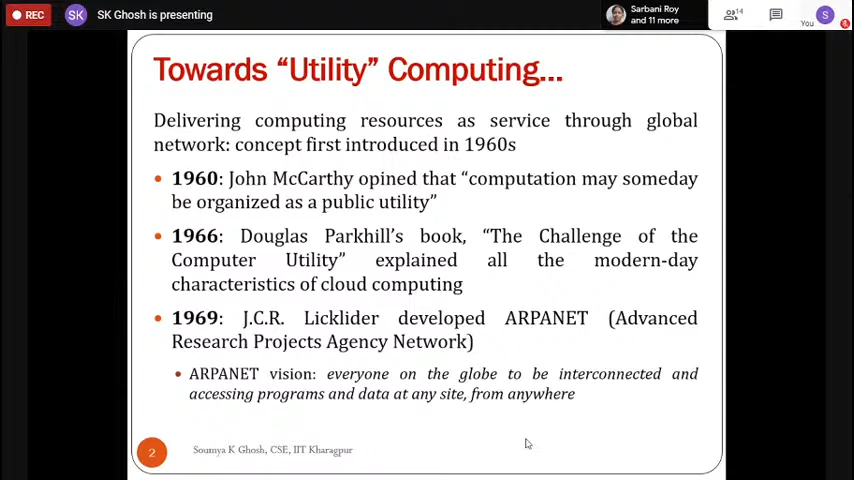 REC
SK
SK Ghosh is presenting
Sarbani Roy
and 11 more
14
You
S
Towards “Utility” Computing…
Delivering computing resources as service through global
network: concept first introduced in 1960s
• 1960: John McCarthy opined that “computation may someday
be organized as a public utility”
• 1966: Douglas Parkhill’s book, “The Challenge of the
Computer Utility” explained all the modern-day
characteristics of cloud computing
• 1969: J.C.R. Licklider developed ARPANET (Advanced
Research Projects Agency Network)
• ARPANET vision: everyone on the globe to be interconnected and
accessing programs and data at any site, from anywhere
2
Soumya K Ghosh, CSE, IIT Kharagpur